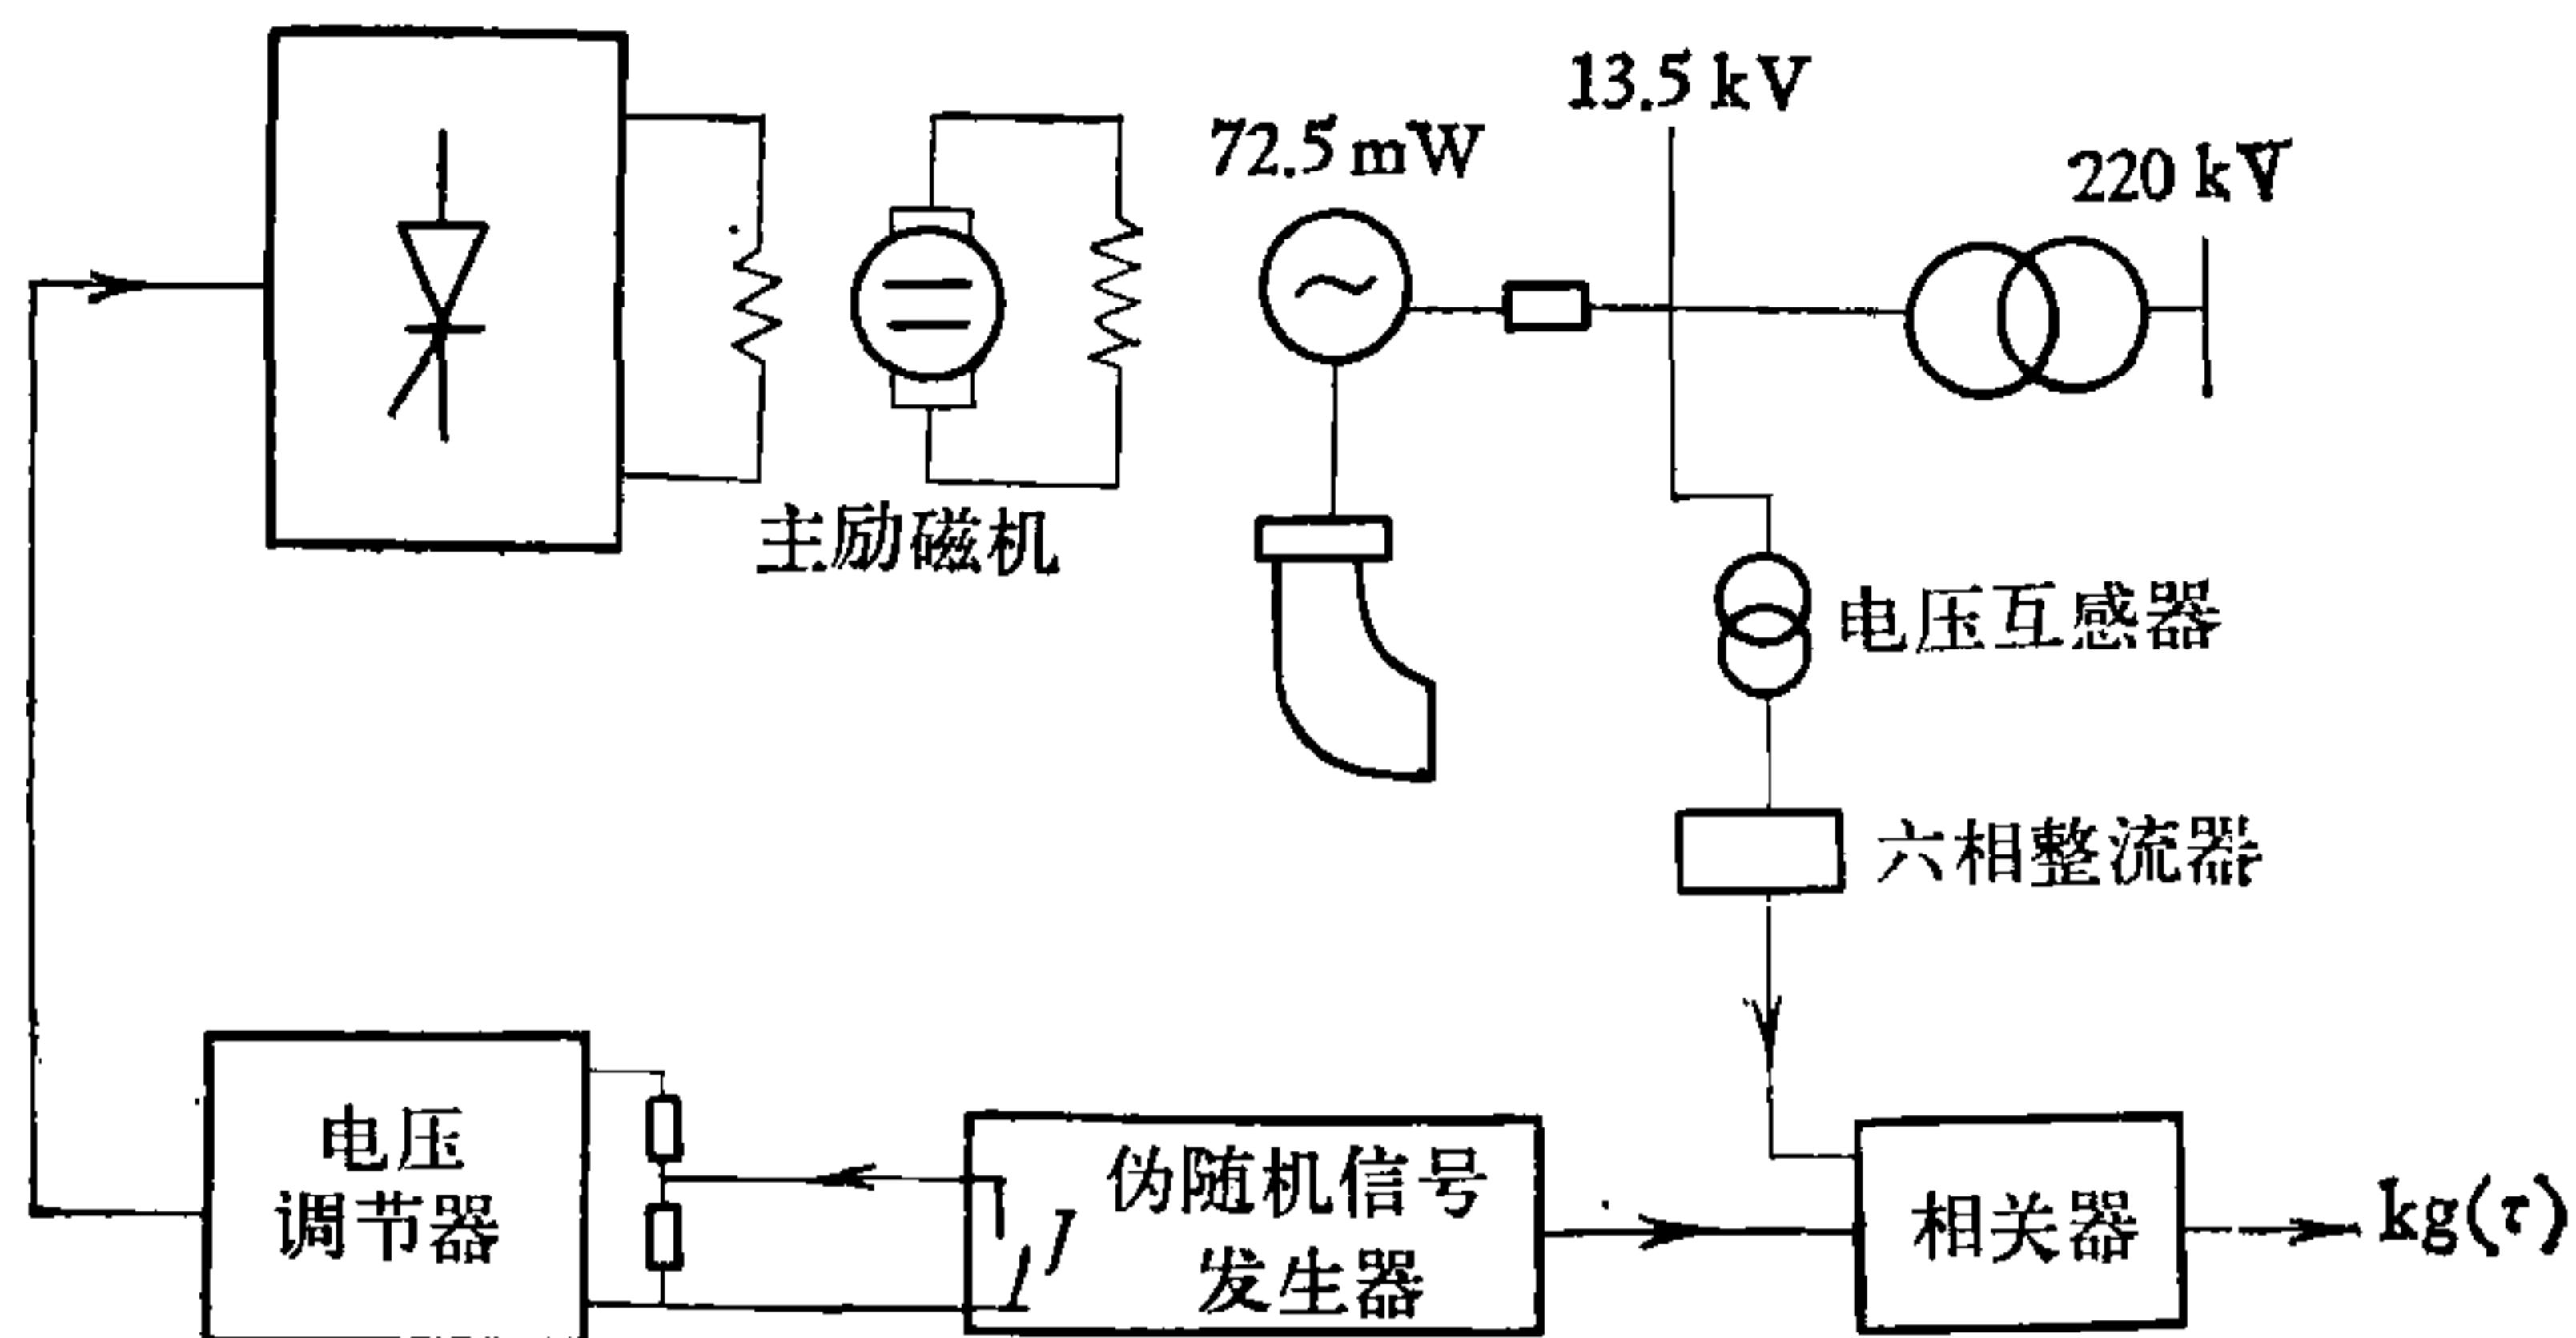 13.5 kV
72.5 mW
220 kV
主励磁机
电压互感器
六相整流器
电压
调节器
伪随机信号
发生器
相关器
kg(τ)